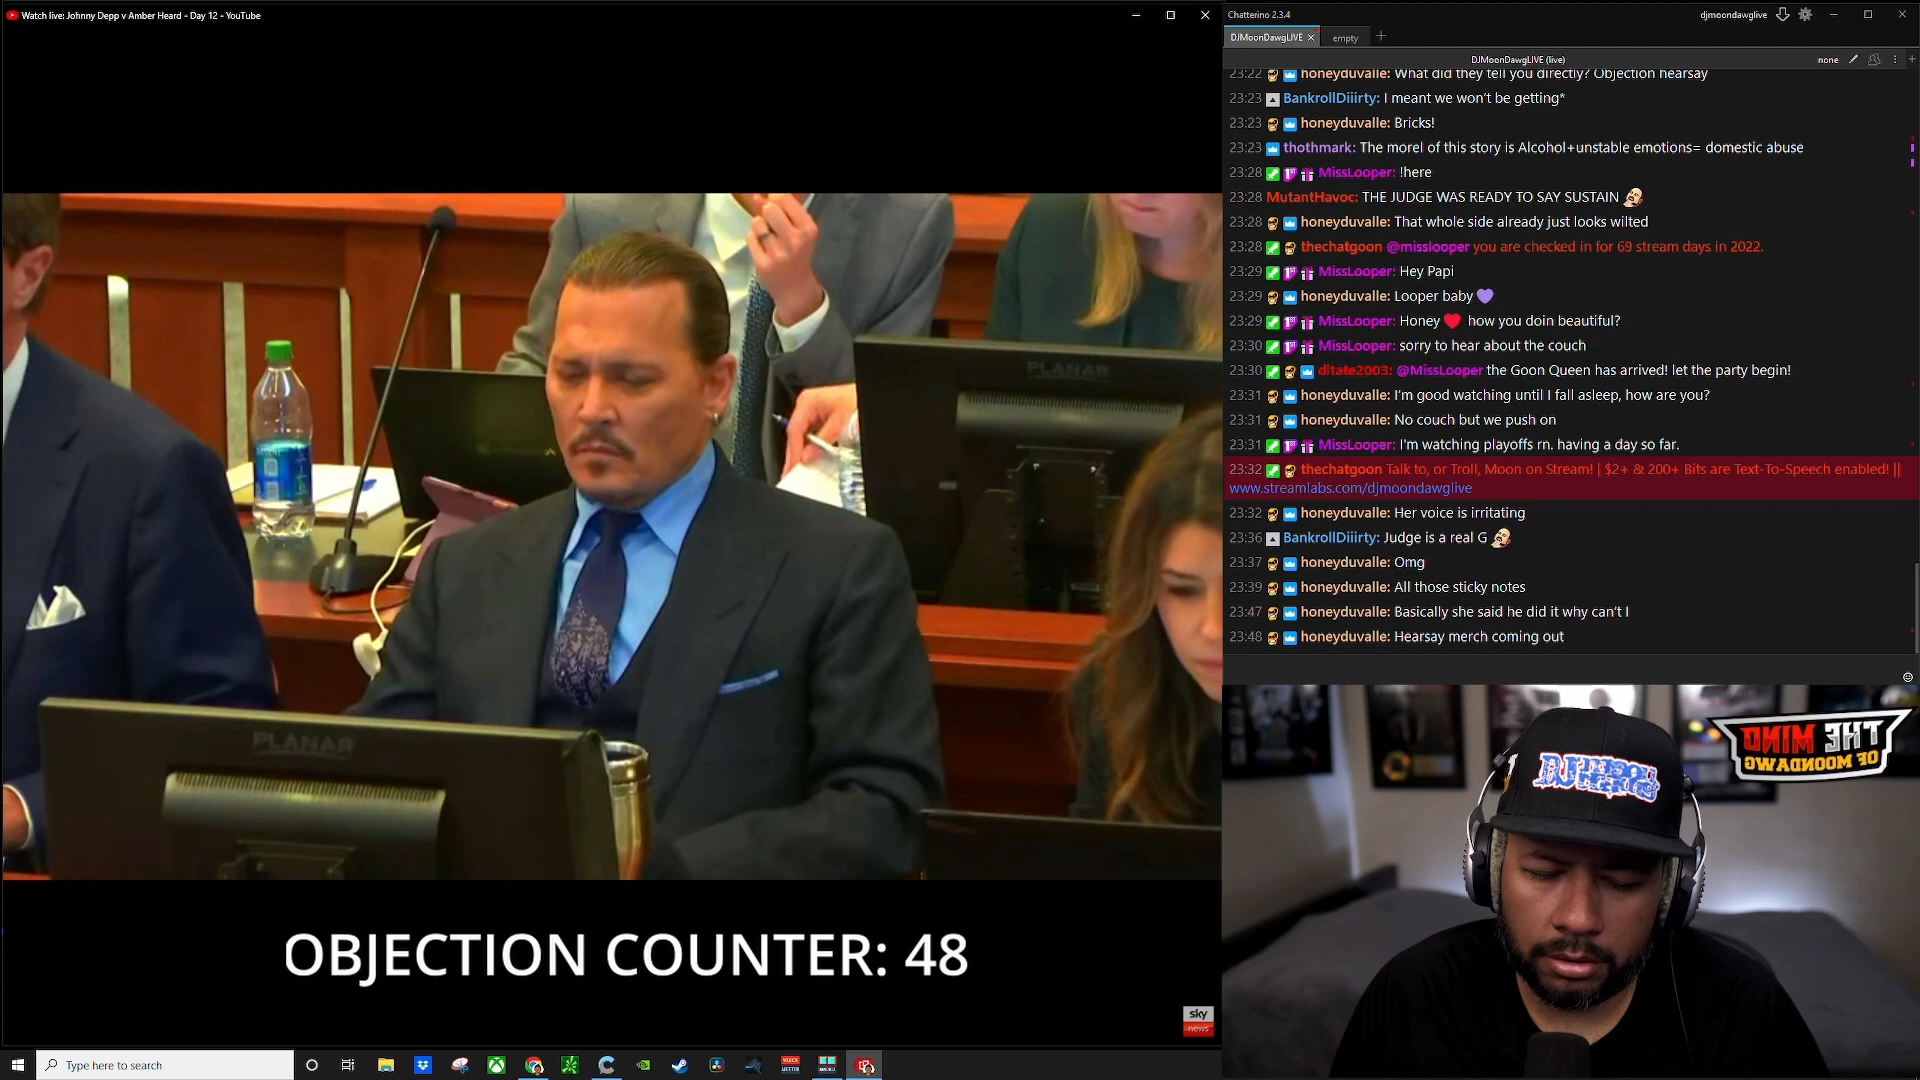 Watch live: Johnny Depp v Amber Heard - Day 12 - YouTube
PLANAR
PLANAR
OBJECTION COUNTER: 48
sky
news
Type here to search
Chatterino 2.3.4
djmoondawglive
DJMoonDawgLIVE
empty
DJMoonDawgLIVE (live)
none
23:22 honeyduvalle: What did they tell you directly? Objection hearsay
23:23 BankrollDiiirty: I meant we won't be getting*
23:23 honeyduvalle: Bricks!
23:23 thothmark: The morel of this story is Alcohol+unstable emotions= domestic abuse
23:28 MissLooper: !here
23:28 MutantHavoc: THE JUDGE WAS READY TO SAY SUSTAIN
23:28 honeyduvalle: That whole side already just looks wilted
23:28 thechatgoon @misslooper you are checked in for 69 stream days in 2022.
23:29 MissLooper: Hey Papi
23:29 honeyduvalle: Looper baby 💜
23:29 MissLooper: Honey ❤️ how you doin beautiful?
23:30 MissLooper: sorry to hear about the couch
23:30 dltate2003: @MissLooper the Goon Queen has arrived! let the party begin!
23:31 honeyduvalle: I'm good watching until I fall asleep, how are you?
23:31 honeyduvalle: No couch but we push on
23:31 MissLooper: I'm watching playoffs rn. having a day so far.
23:32 thechatgoon Talk to, or Troll, Moon on Stream! | $2+ & 200+ Bits are Text-To-Speech enabled! ||
www.streamlabs.com/djmoondawglive
23:32 honeyduvalle: Her voice is irritating
23:36 BankrollDiiirty: Judge is a real G
23:37 honeyduvalle: Omg
23:39 honeyduvalle: All those sticky notes
23:47 honeyduvalle: Basically she said he did it why can't I
23:48 honeyduvalle: Hearsay merch coming out
THE MIND
OF MOONDAWG